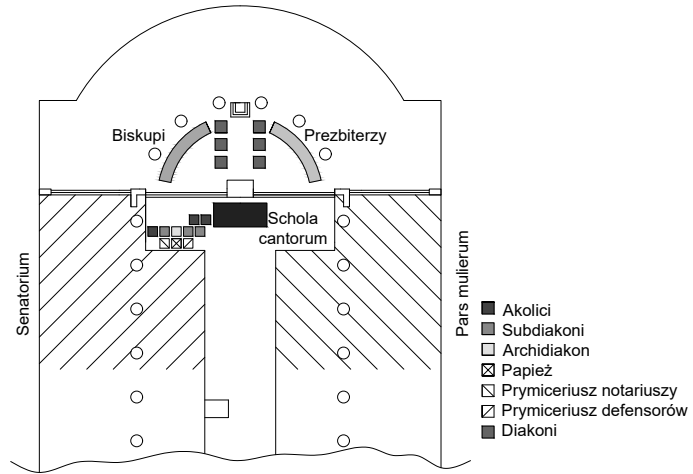 Biskupi
Prezbiterzy
Schola
cantorum
Senatorium
Pars mulierum
Akolici
Subdiakoni
Archidiakon
Papież
Prymiceriusz notariuszy
Prymiceriusz defensorów
Diakoni